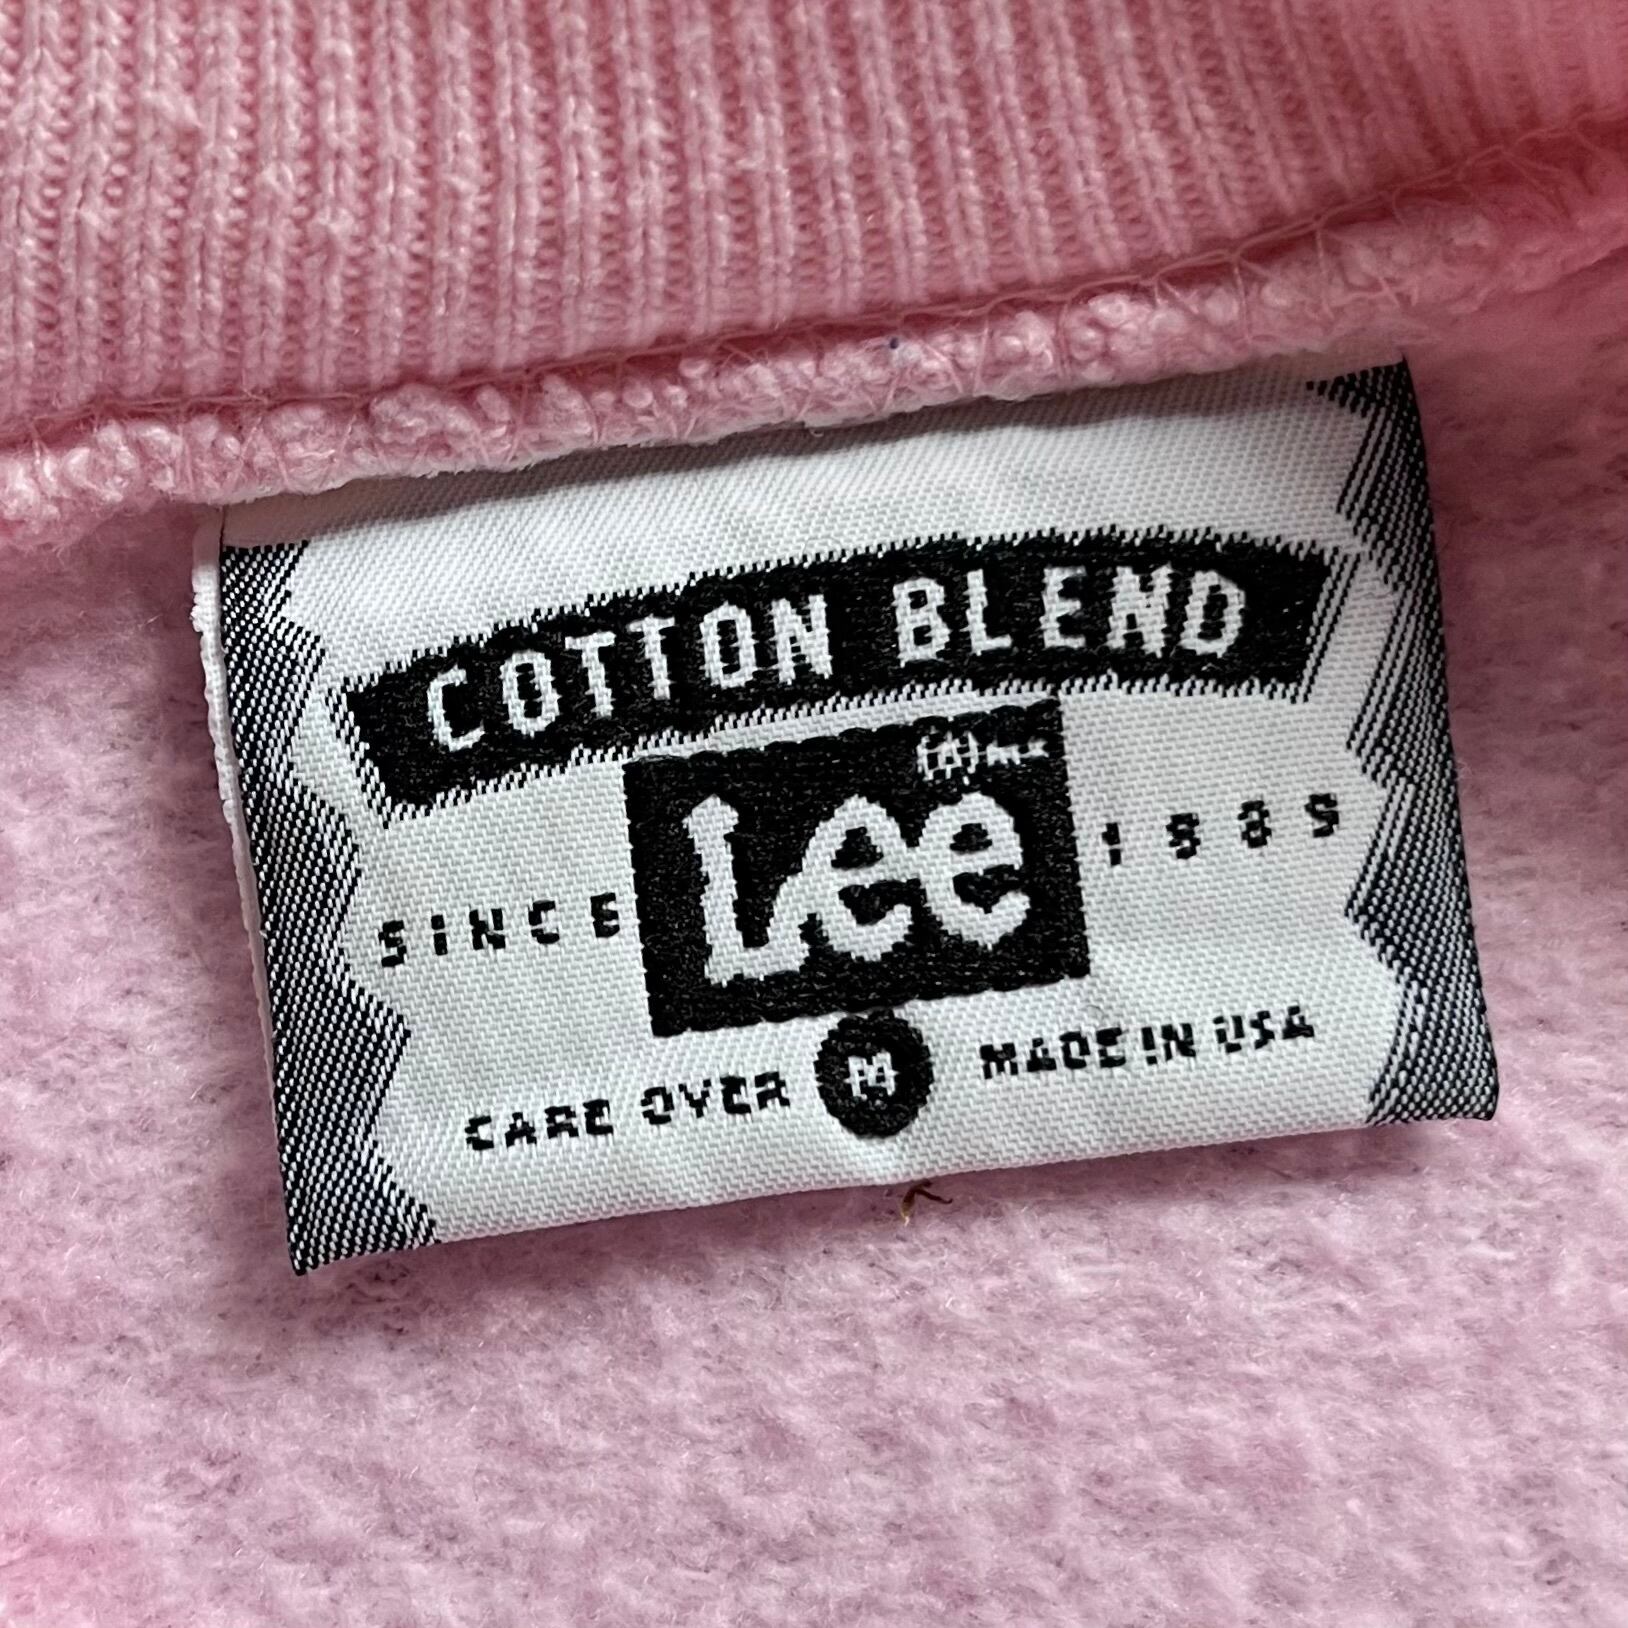 COTTON BLEND
Lee
SINCE 1889
CARE OVER M MADE IN USA